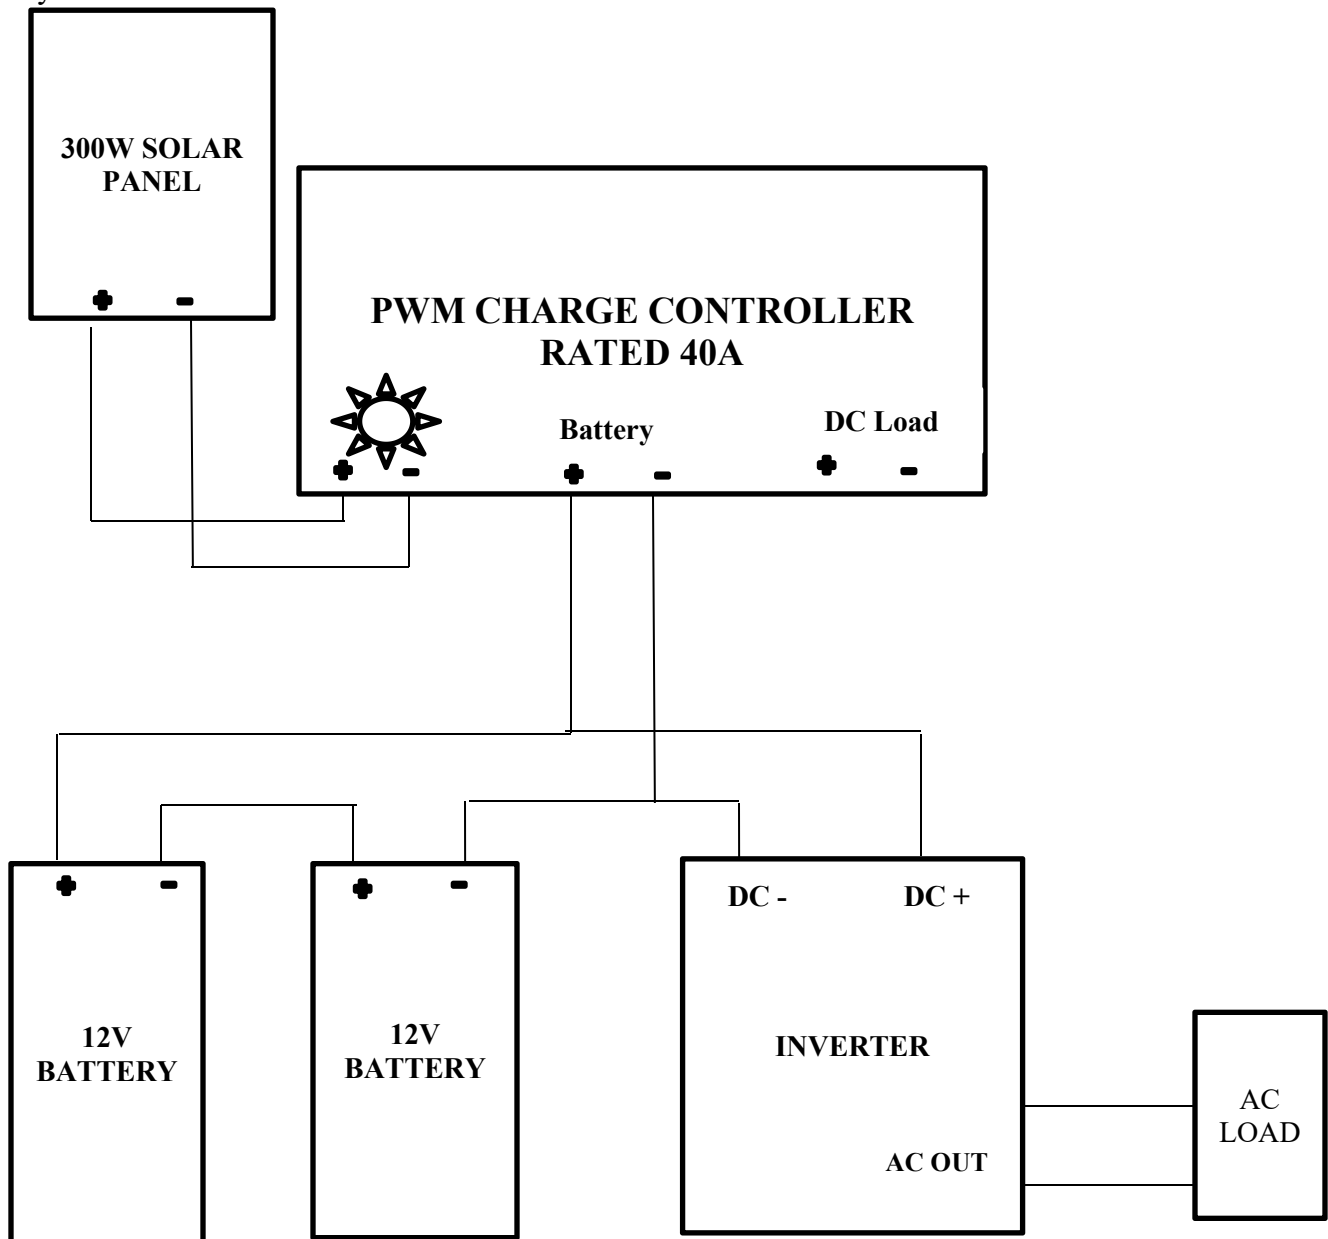 300W SOLAR
PANEL
+ -
PWM CHARGE CONTROLLER
RATED 40A
Battery
DC Load
+ - + - + -
+ - + -
DC - DC +
12V
BATTERY
12V
BATTERY
INVERTER
AC OUT
AC
LOAD